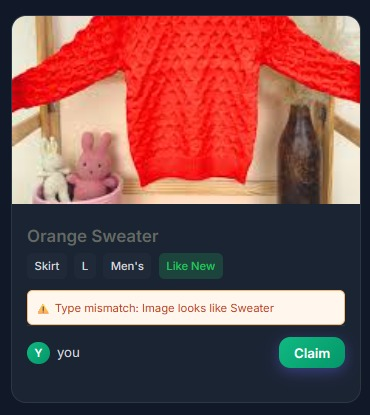 Orange Sweater
Skirt L Men's Like New
Type mismatch: Image looks like Sweater
Y you Claim